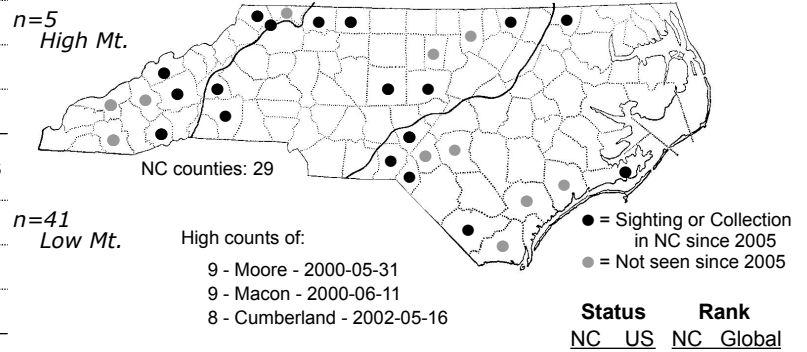 n=5
High Mt.
NC counties: 29
n=41
Low Mt.
High counts of:
9 - Moore - 2000-05-31
9 - Macon - 2000-06-11
8 - Cumberland - 2002-05-16
● = Sighting or Collection
in NC since 2005
● = Not seen since 2005
Status Rank
NC US NC Global